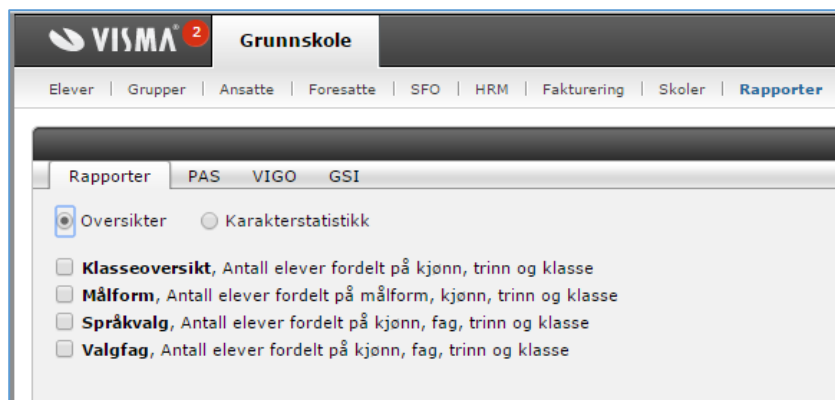 VISMA 2 Grunnskole
Elever | Grupper | Ansatte | Foresatte | SFO | HRM | Fakturering | Skoler | Rapporter
Rapporter PAS VIGO GSI
Oversikter Karakterstatistikk
Klasseoversikt, Antall elever fordelt på kjønn, trinn og klasse
Målform, Antall elever fordelt på målform, kjønn, trinn og klasse
Språkvalg, Antall elever fordelt på kjønn, fag, trinn og klasse
Valgfag, Antall elever fordelt på kjønn, fag, trinn og klasse